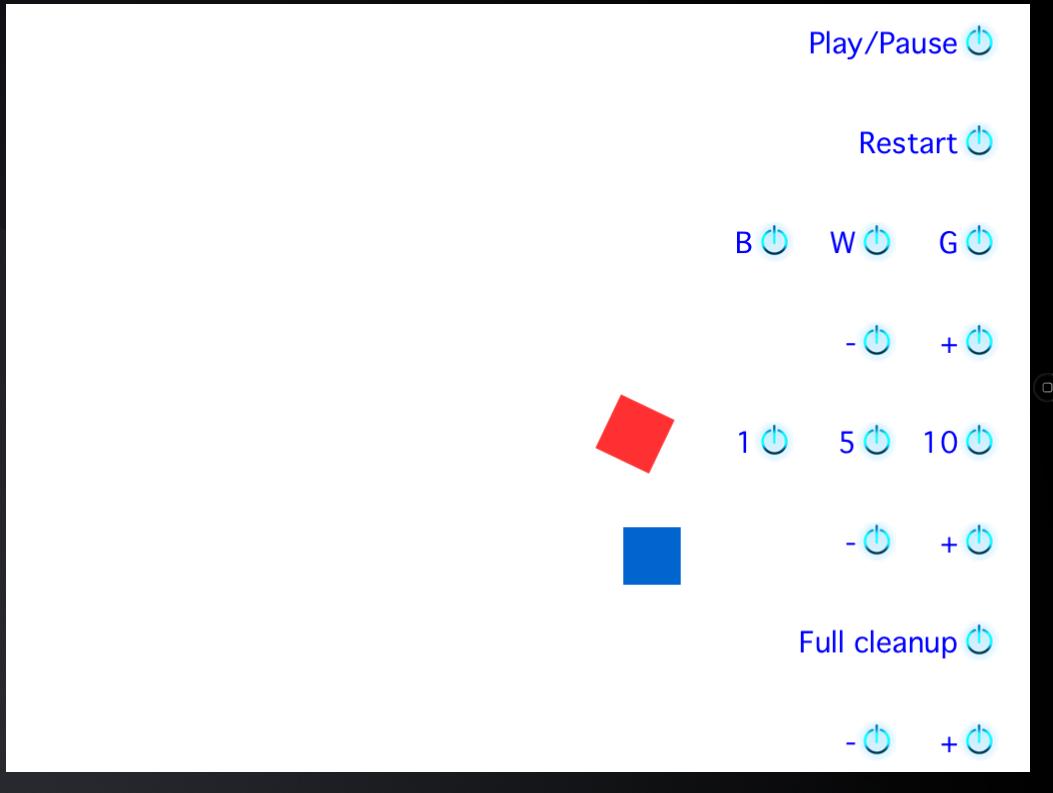 Play/Pause
Restart
B W G
- +
1 5 10
- +
Full cleanup
- +